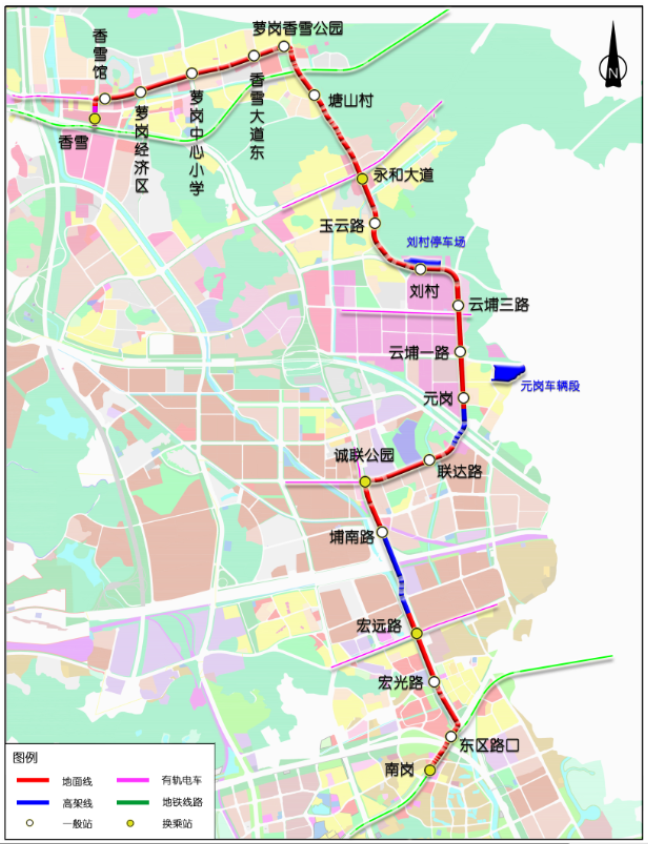 萝岗香雪公园
香雪馆
香雪
萝岗经济区
萝岗中心小学
香雪大道东
塘山村
N
永和大道
玉云路
刘村停车场
刘村
云埔三路
云埔一路
元岗车辆段
元岗
诚联公园
联达路
埔南路
宏远路
宏光路
东区路口
南岗
图例
地面线
有轨电车
高架线
地铁线路
一般站
换乘站